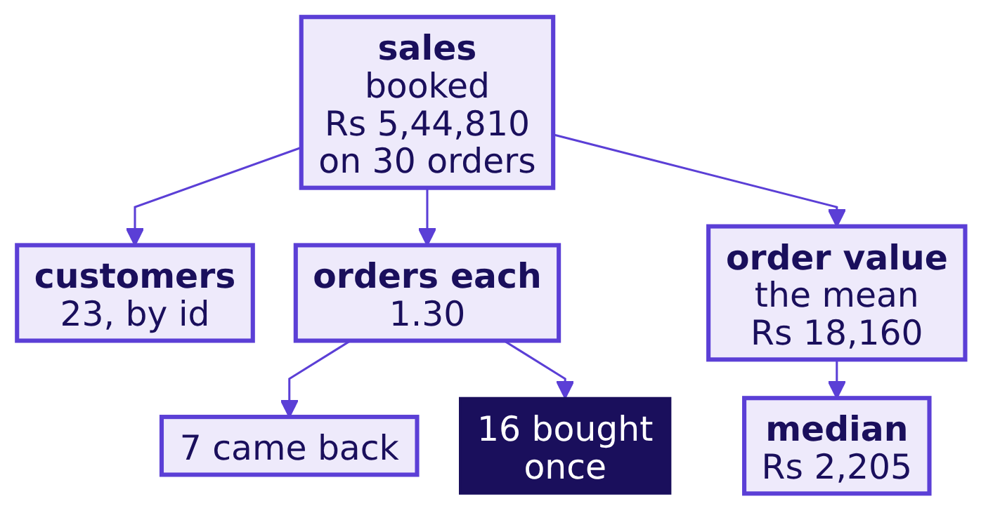 sales
booked
Rs 5,44,810
on 30 orders
customers
23, by id
orders each
1.30
order value
the mean
Rs 18,160
7 came back
16 bought
once
median
Rs 2,205